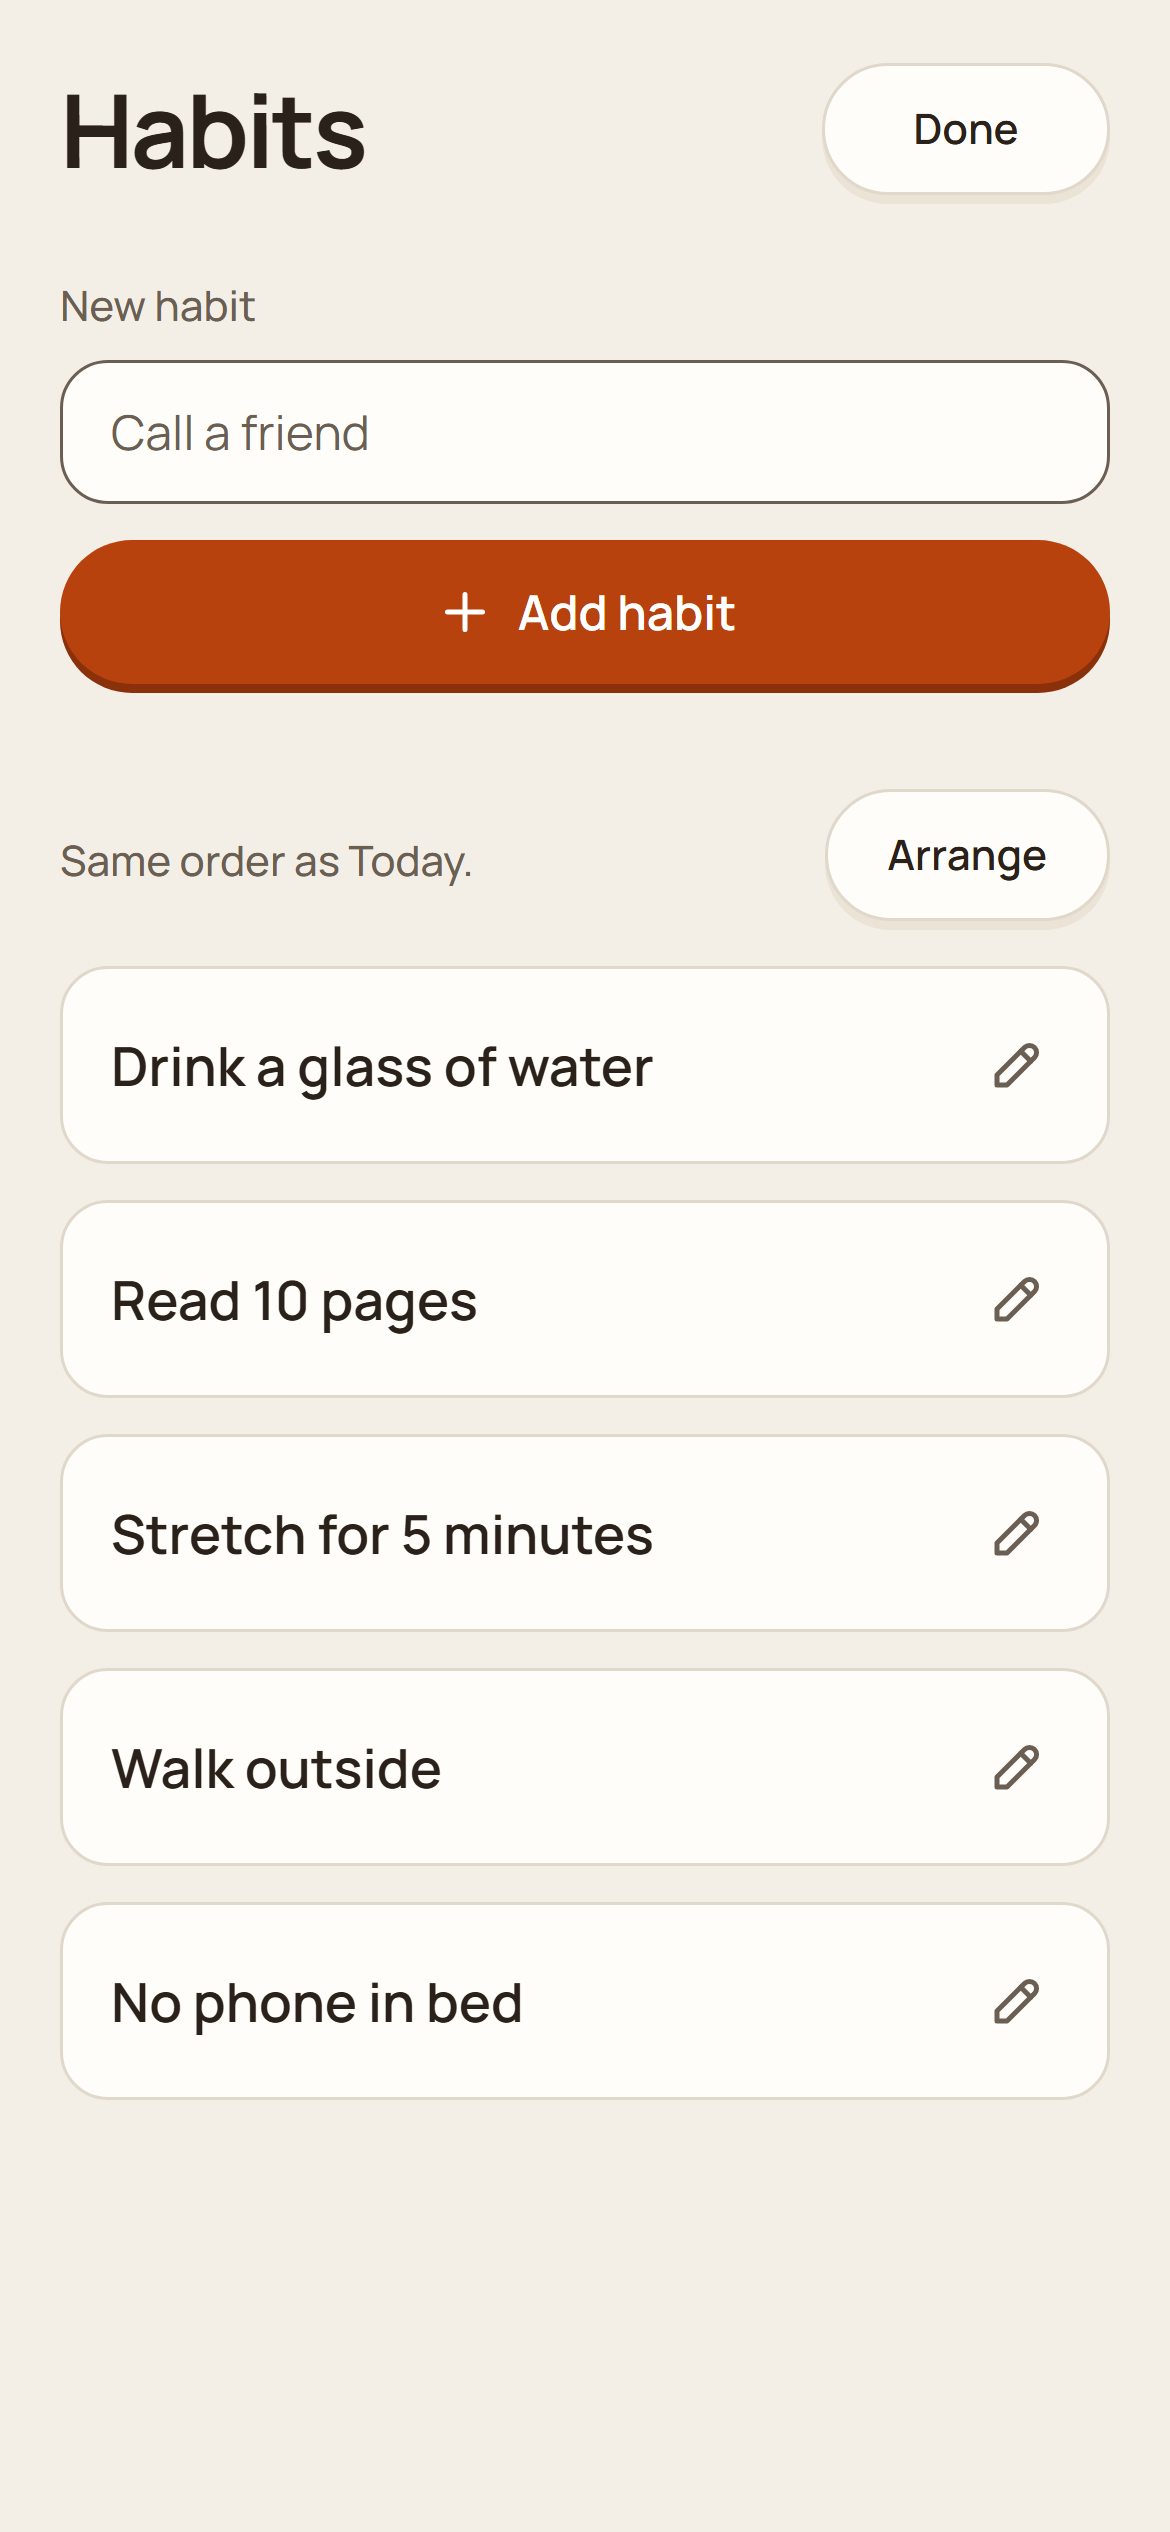 Habits
Done
New habit
Call a friend
Add habit
Same order as Today.
Arrange
Drink a glass of water
Read 10 pages
Stretch for 5 minutes
Walk outside
No phone in bed